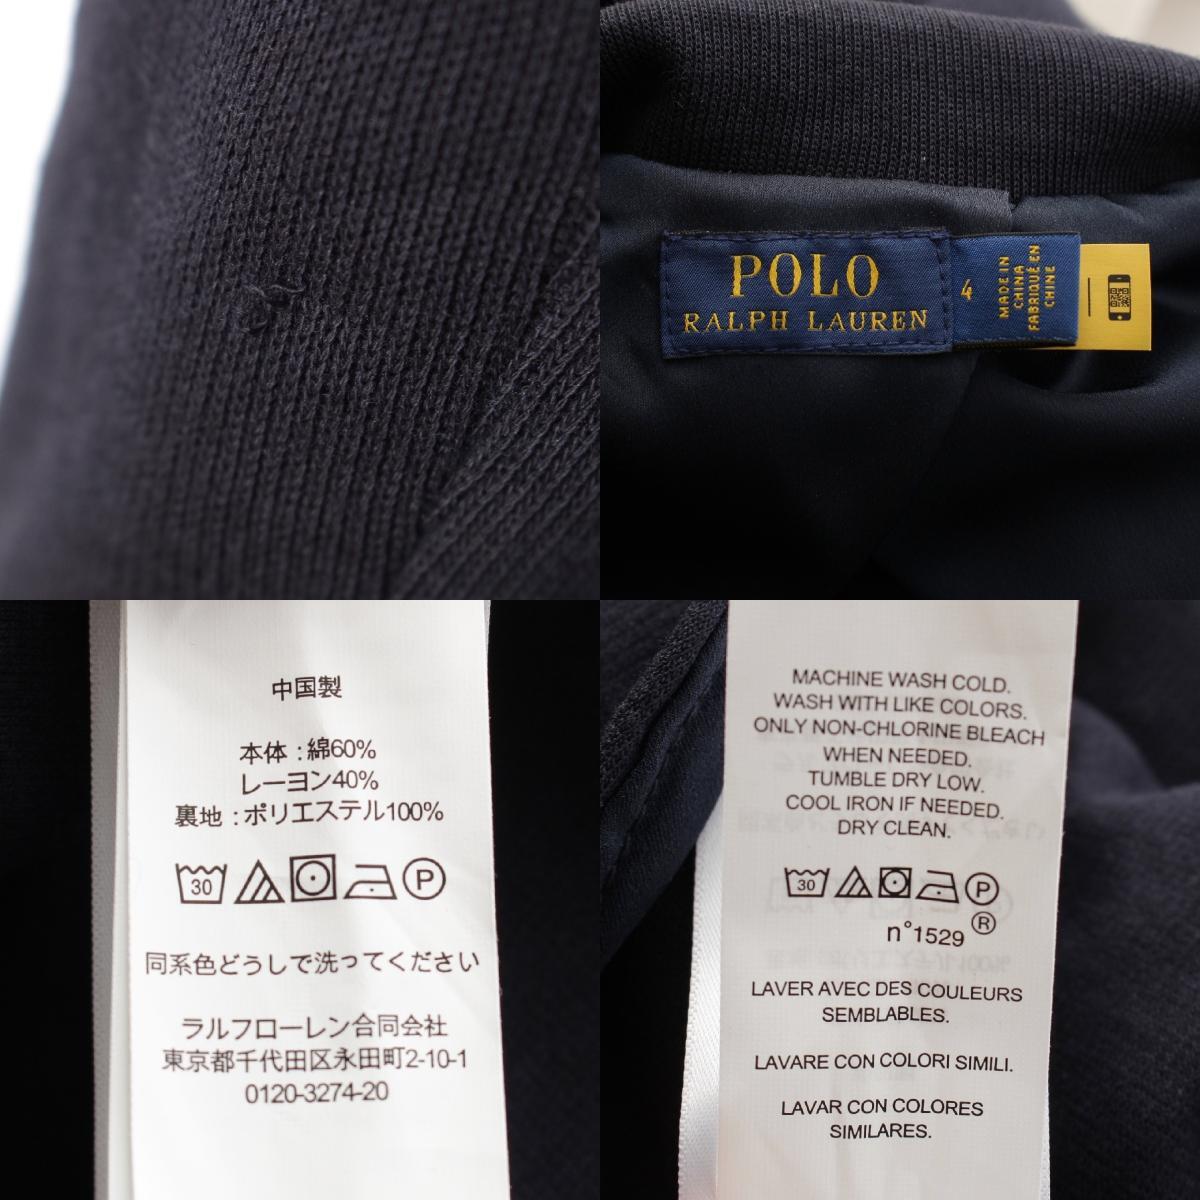 POLO
RALPH LAUREN
4
MADE IN
CHINA
FABRIQUÉ EN
CHINE
中国製
本体 : 綿60%
レーヨン40%
裏地 : ポリエステル100%
30
P
同系色どうしで洗ってください
ラルフローレン合同会社
東京都千代田区永田町2-10-1
0120-3274-20
MACHINE WASH COLD.
WASH WITH LIKE COLORS.
ONLY NON-CHLORINE BLEACH
WHEN NEEDED.
TUMBLE DRY LOW.
COOL IRON IF NEEDED.
DRY CLEAN.
30 P
n°1529 ®
LAVER AVEC DES COULEURS
SEMBLABLES.
LAVARE CON COLORI SIMILI.
LAVAR CON COLORES
SIMILARES.